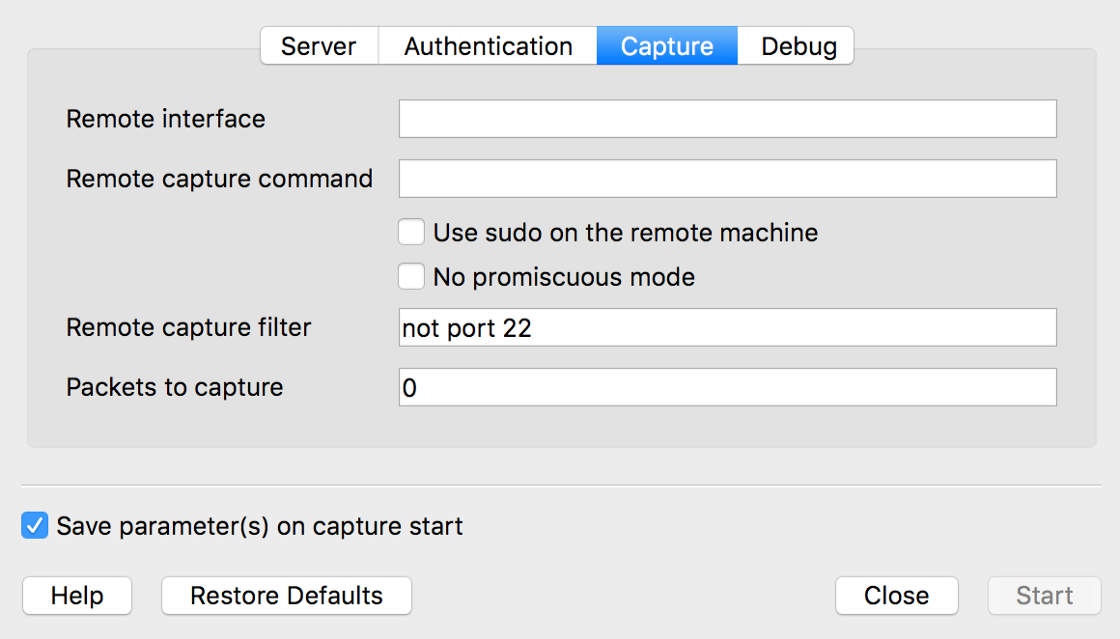 Server Authentication Capture Debug
Remote interface
Remote capture command
Use sudo on the remote machine
No promiscuous mode
Remote capture filter not port 22
Packets to capture 0
Save parameter(s) on capture start
Help Restore Defaults Close Start